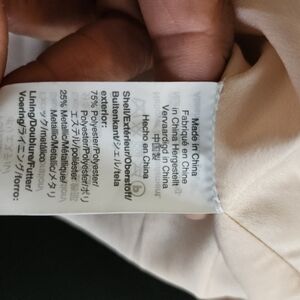 Made in China
Fabriqué en Chine
in China Hergestellt
Vervaardigd in China
中国製
Hecho en China
Shell/Extérieur/Oberstoff/
Buitenkant/シェル/tela
exterior:
75% Polyester/Polyester/
Polyester/Polyester/ポリ
エステル/poliéster
25% Metallic/Métallique/
Metallic/Metallic/メタリ
ック/metálico
Lining/Doublure/Futter/
Voering/ライニング/forro: